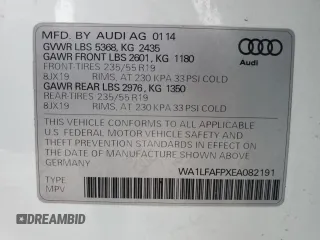 MFD. BY AUDI AG 01 14
GVWR LBS 5368, KG 2435
GAWR FRONT LBS 2601, KG 1180
FRONT-TIRES 235/55 R19
8JX19 RIMS, AT 230 KPA 33 PSI COLD
GAWR REAR LBS 2976, KG 1350
REAR-TIRES 235/55 R19
8JX19 RIMS, AT 230 KPA 33 PSI COLD
Audi
THIS VEHICLE CONFORMS TO ALL APPLICABLE
U.S. FEDERAL MOTOR VEHICLE SAFETY AND
THEFT PREVENTION STANDARDS IN EFFECT ON
THE DATE OF MANUFACTURE SHOWN ABOVE
GERMANY
TYPE
MPV
WA1LFAFPXEA082191
DREAMBID